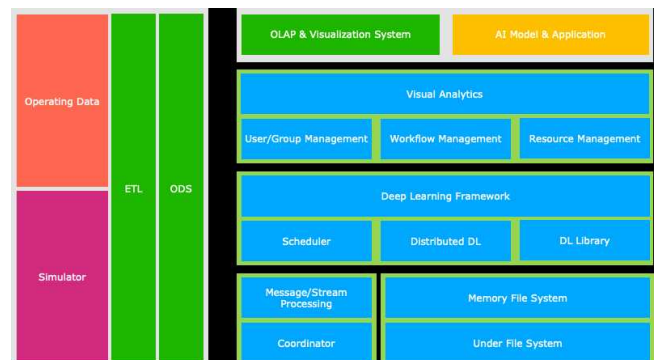 Operating Data
Simulator
ETL
ODS
OLAP & Visualization System
AI Model & Application
Visual Analytics
User/Group Management
Workflow Management
Resource Management
Deep Learning Framework
Scheduler
Distributed DL
DL Library
Message/Stream
Processing
Memory File System
Coordinator
Under File System